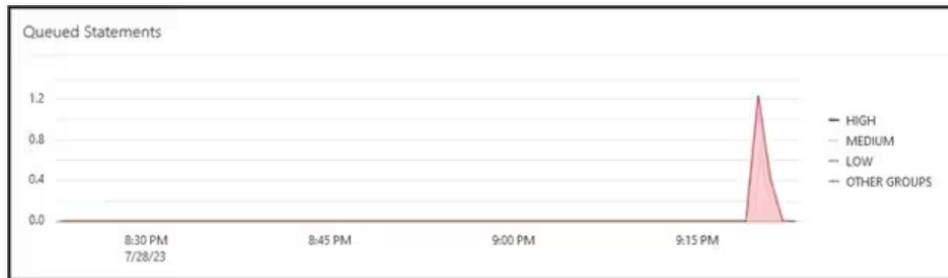 Queued Statements
1.2
0.8
0.4
0.0
8:30 PM
7/28/23
8:45 PM
9:00 PM
9:15 PM
HIGH
MEDIUM
LOW
OTHER GROUPS